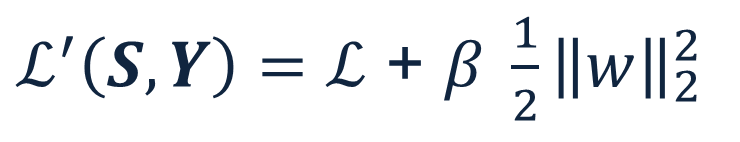 ℒ′(𝑺, 𝒀) = ℒ + 𝛽 ½ ‖𝑤‖₂²